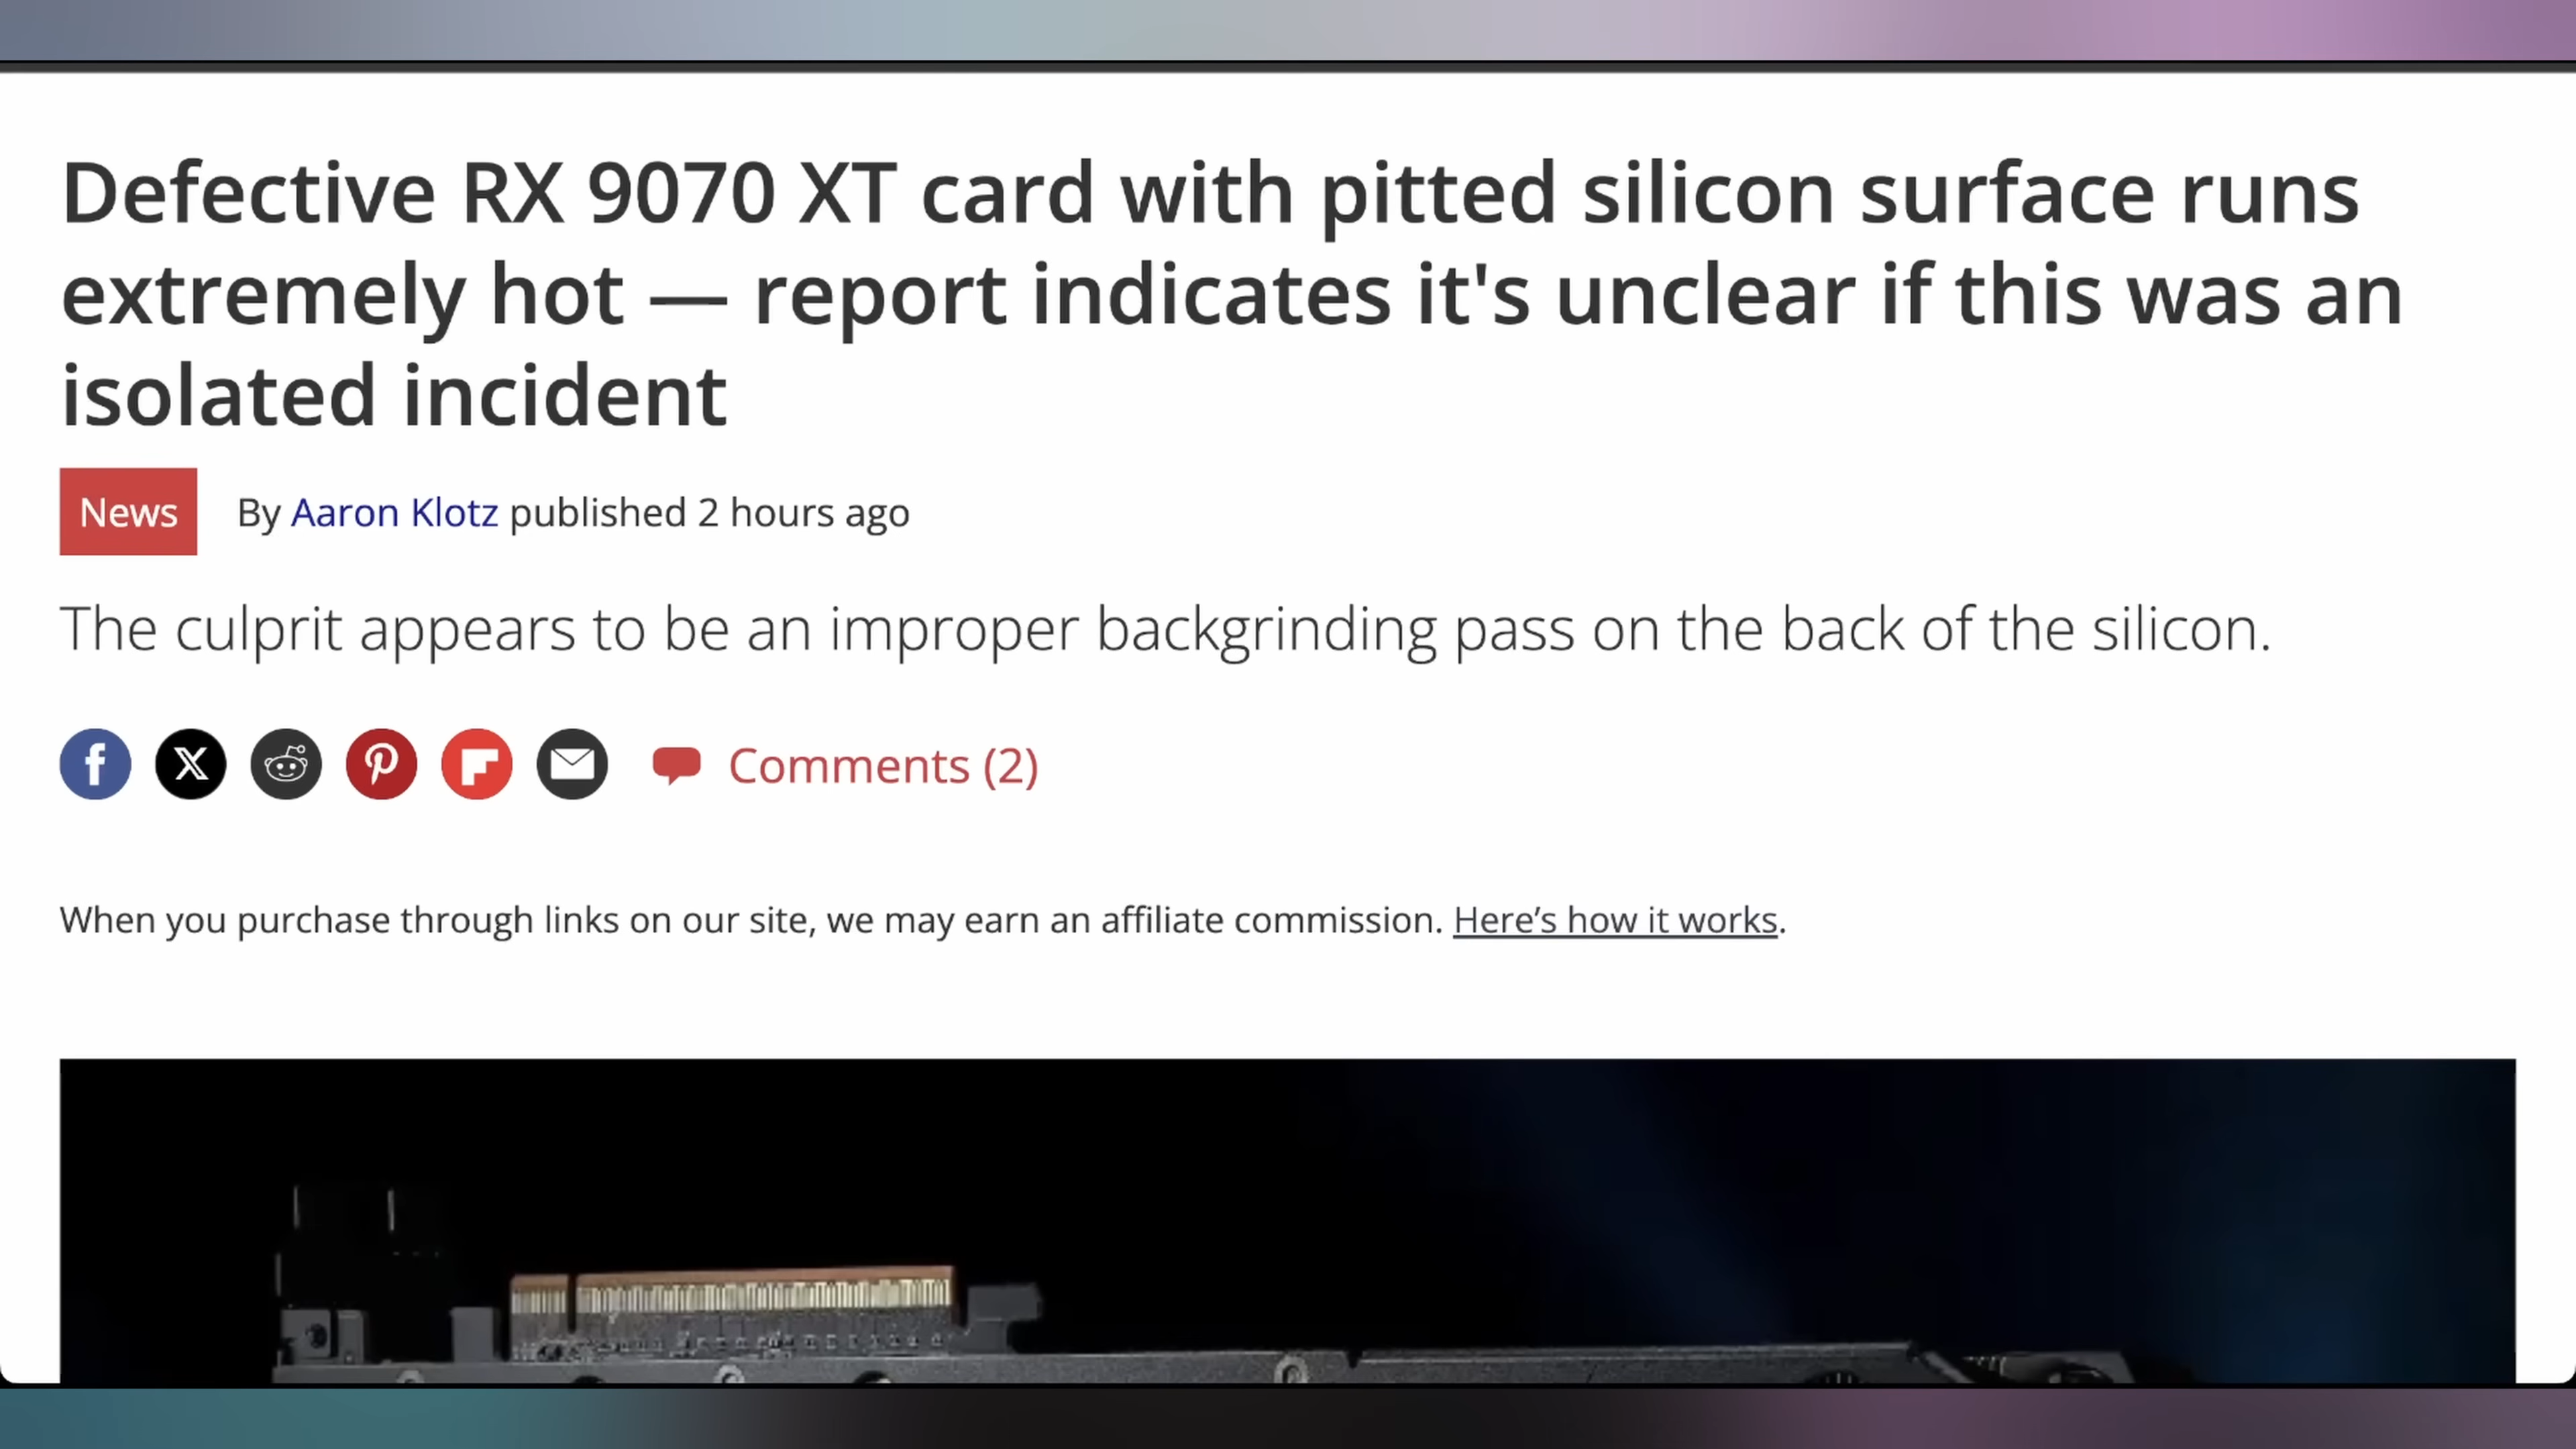 Defective RX 9070 XT card with pitted silicon surface runs
extremely hot — report indicates it's unclear if this was an
isolated incident
News
By Aaron Klotz published 2 hours ago
The culprit appears to be an improper backgrinding pass on the back of the silicon.
Comments (2)
When you purchase through links on our site, we may earn an affiliate commission. Here’s how it works.